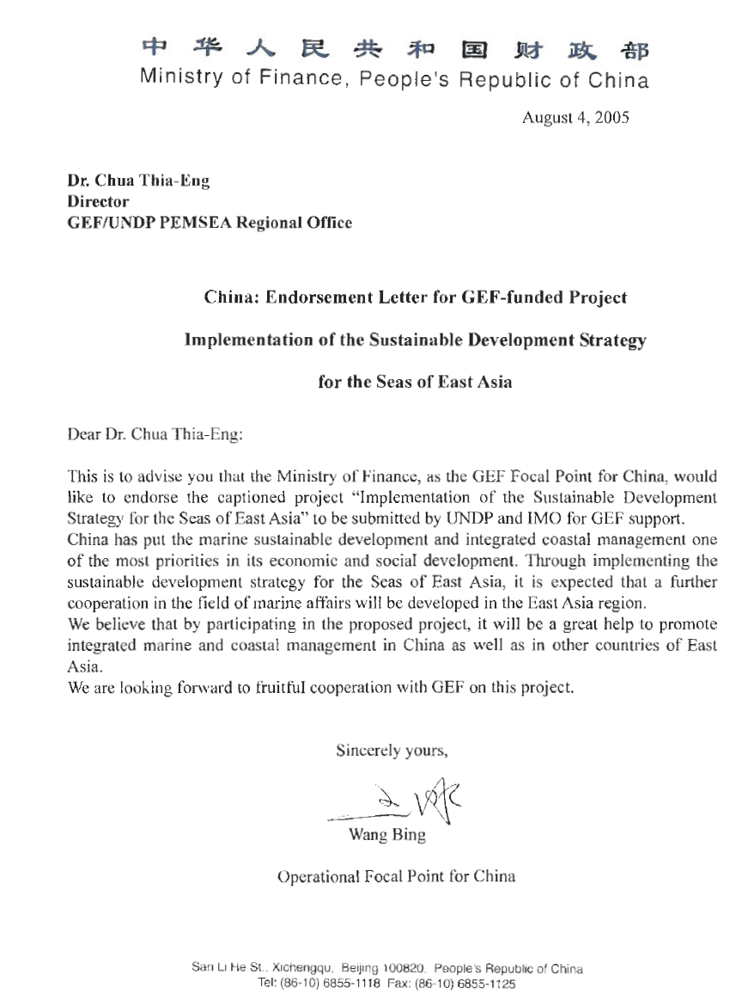 中华人民共和国财政部
Ministry of Finance, People's Republic of China
August 4, 2005
Dr. Chua Thia-Eng
Director
GEF/UNDP PEMSEA Regional Office
China: Endorsement Letter for GEF-funded Project
Implementation of the Sustainable Development Strategy
for the Seas of East Asia
Dear Dr. Chua Thia-Eng:
This is to advise you that the Ministry of Finance, as the GEF Focal Point for China, would
like to endorse the captioned project “Implementation of the Sustainable Development
Strategy for the Seas of East Asia” to be submitted by UNDP and IMO for GEF support.
China has put the marine sustainable development and integrated coastal management one
of the most priorities in its economic and social development. Through implementing the
sustainable development strategy for the Seas of East Asia, it is expected that a further
cooperation in the field of marine affairs will be developed in the East Asia region.
We believe that by participating in the proposed project, it will be a great help to promote
integrated marine and coastal management in China as well as in other countries of East
Asia.
We are looking forward to fruitful cooperation with GEF on this project.
Sincerely yours,
Wang Bing
Operational Focal Point for China
San Li He St., Xichengqu, Beijing 100820, People's Republic of China
Tel: (86-10) 6855-1118 Fax: (86-10) 6855-1125